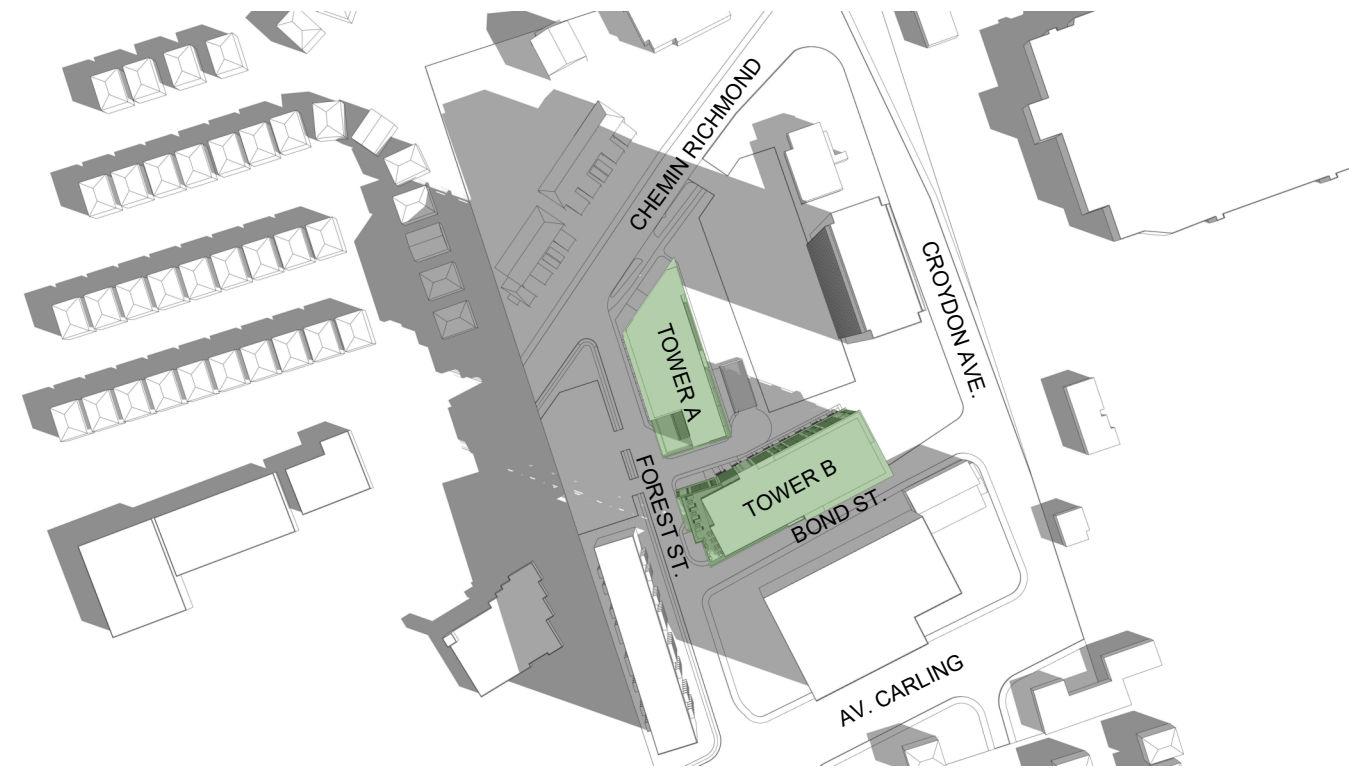 CHEMIN RICHMOND
CROYDON AVE.
TOWER A
TOWER B
FOREST ST.
BOND ST.
AV. CARLING